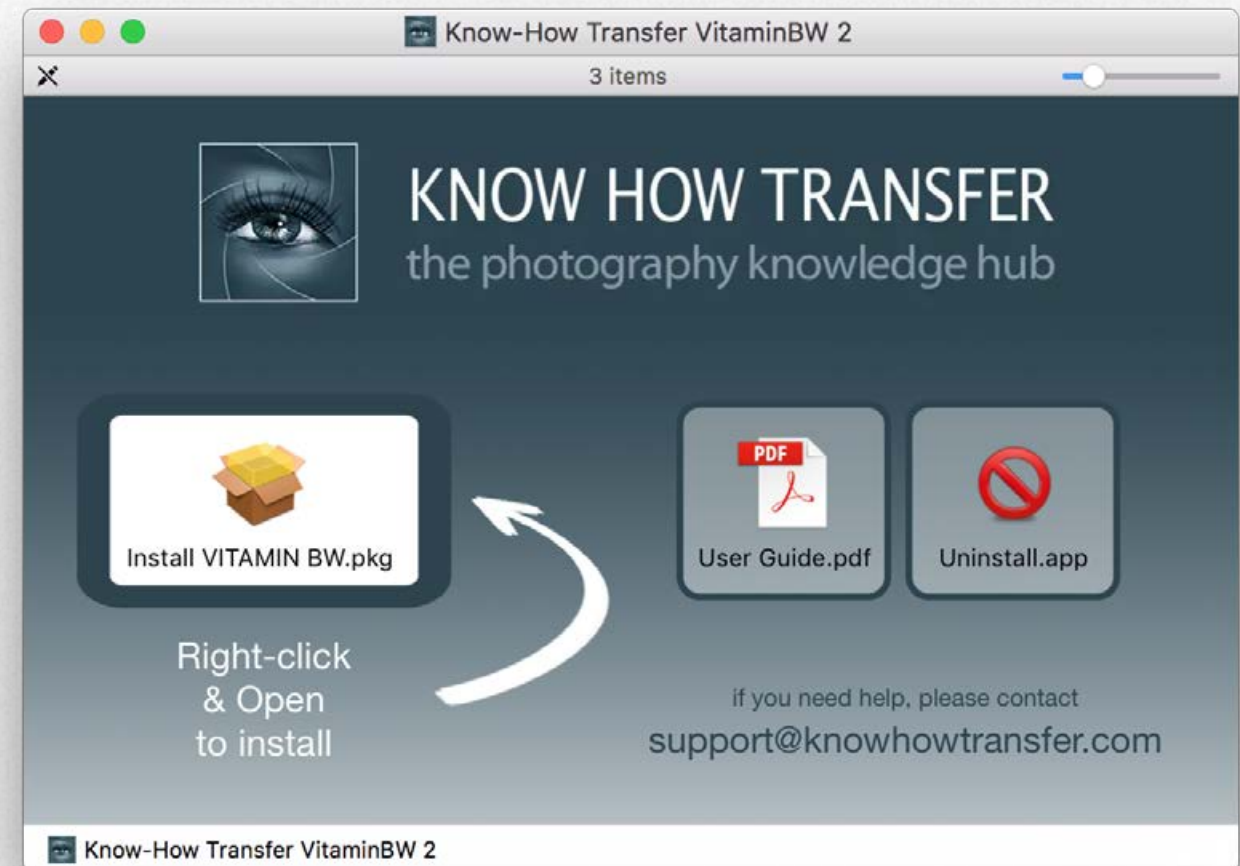 Know-How Transfer VitaminBW 2
3 items
KNOW HOW TRANSFER
the photography knowledge hub
Install VITAMIN BW.pkg
PDF
User Guide.pdf
Uninstall.app
Right-click
& Open
to install
if you need help, please contact
support@knowhowtransfer.com
Know-How Transfer VitaminBW 2